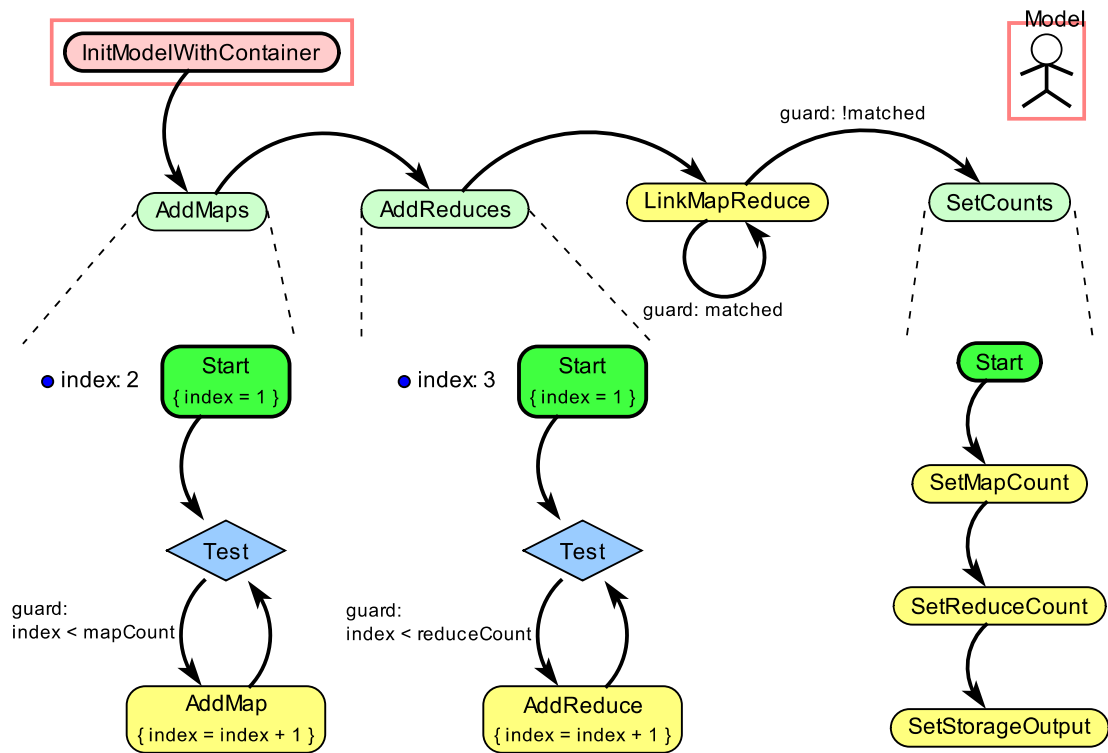 Model
InitModelWithContainer
guard: !matched
AddMaps
AddReduces
LinkMapReduce
SetCounts
guard: matched
index: 2
Start
{ index = 1 }
index: 3
Start
{ index = 1 }
Start
SetMapCount
Test
Test
guard:
index < mapCount
guard:
index < reduceCount
SetReduceCount
AddMap
{ index = index + 1 }
AddReduce
{ index = index + 1 }
SetStorageOutput